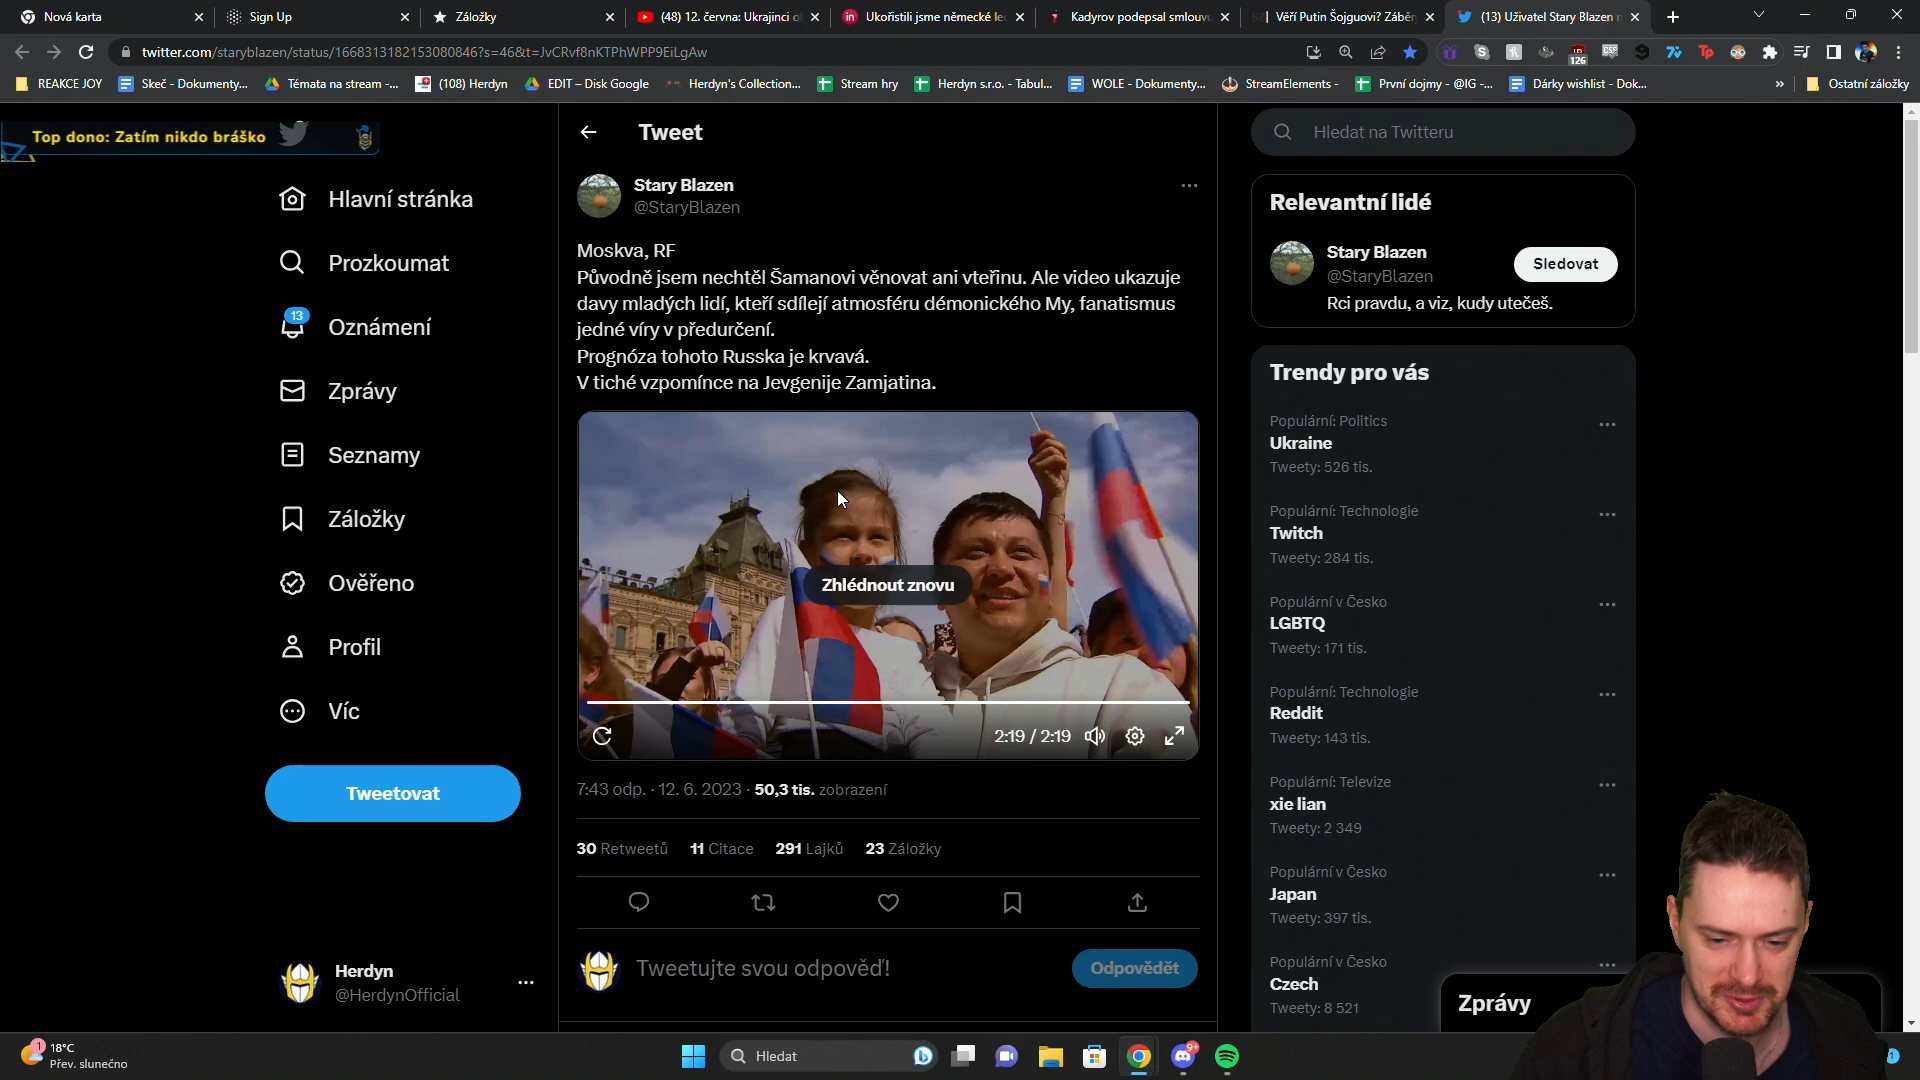 Nová karta
Sign Up
Záložky
(48) 12. června: Ukrajinci
Ukořistili jsme německé
Kadyrov podepsal smlouvu
Věří Putin Šojguovi?
(13) Uživatel Stary Blazen
twitter.com/staryblazen/status/1668313182153080846?s=46&t=JvCRvf8nKTPhWPP9EiLgAw
126
REAKCE JOY
Skeč - Dokumenty...
Témata na stream -...
(108) Herdyn
EDIT – Disk Google
Herdyn's Collection...
Stream hry
Herdyn s.r.o. - Tabul...
WOLE - Dokumenty...
StreamElements -
První dojmy - @IG -...
Dárky wishlist - Dok...
»
Ostatní záložky
Top dono: Zatím nikdo bráško
Hlavní stránka
Prozkoumat
13
Oznámení
Zprávy
Seznamy
Záložky
Ověřeno
Profil
Víc
Tweetovat
Herdyn
@HerdynOfficial
Tweet
Stary Blazen
@StaryBlazen
Moskva, RF
Původně jsem nechtěl Šamanovi věnovat ani vteřinu. Ale video ukazuje
davy mladých lidí, kteří sdílejí atmosféru démonického My, fanatismus
jedné víry v předurčení.
Prognóza tohoto Russka je krvavá.
V tiché vzpomínce na Jevgenije Zamjatina.
Zhlédnout znovu
2:19 / 2:19
7:43 odp. · 12. 6. 2023 · 50,3 tis. zobrazení
30 Retweetů 11 Citace 291 Lajků 23 Záložky
Tweetujte svou odpověď!
Odpovědět
Hledat na Twitteru
Relevantní lidé
Stary Blazen
@StaryBlazen
Sledovat
Rci pravdu, a viz, kudy utečeš.
Trendy pro vás
Populární: Politics
Ukraine
Tweety: 526 tis.
Populární: Technologie
Twitch
Tweety: 284 tis.
Populární v Česko
LGBTQ
Tweety: 171 tis.
Populární: Technologie
Reddit
Tweety: 143 tis.
Populární: Televize
xie lian
Tweety: 2 349
Populární v Česko
Japan
Tweety: 397 tis.
Populární v Česko
Czech
Tweety: 8 521
Zprávy
1
18°C
Přev. slunečno
Hledat
9+
1